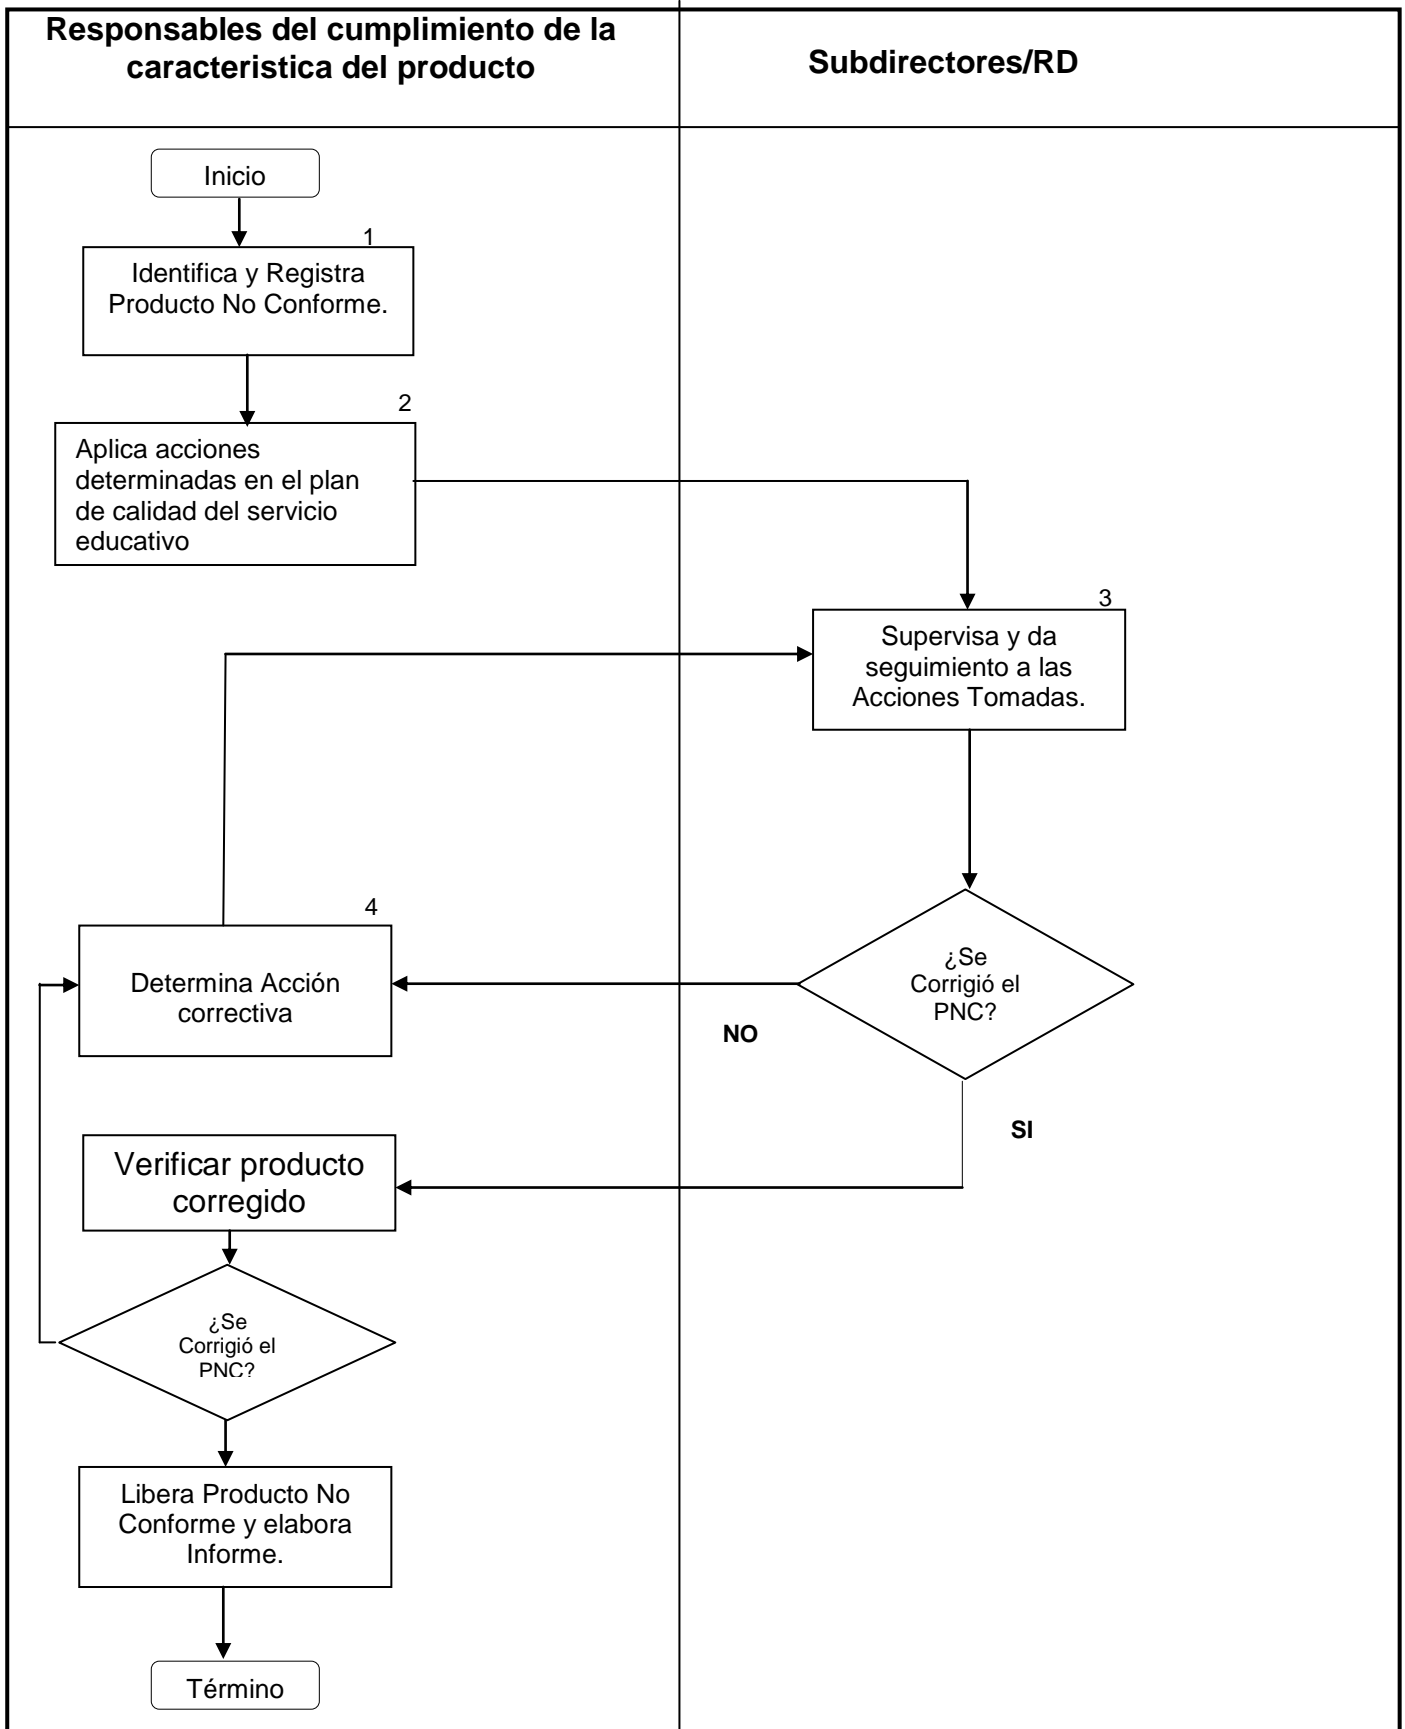 Responsables del cumplimiento de la
caracteristica del producto
Subdirectores/RD
Inicio
1
Identifica y Registra
Producto No Conforme.
2
Aplica acciones
determinadas en el plan
de calidad del servicio
educativo
3
Supervisa y da
seguimiento a las
Acciones Tomadas.
4
Determina Acción
correctiva
¿Se
Corrigió el
PNC?
NO
SI
Verificar producto
corregido
¿Se
Corrigió el
PNC?
Libera Producto No
Conforme y elabora
Informe.
Término